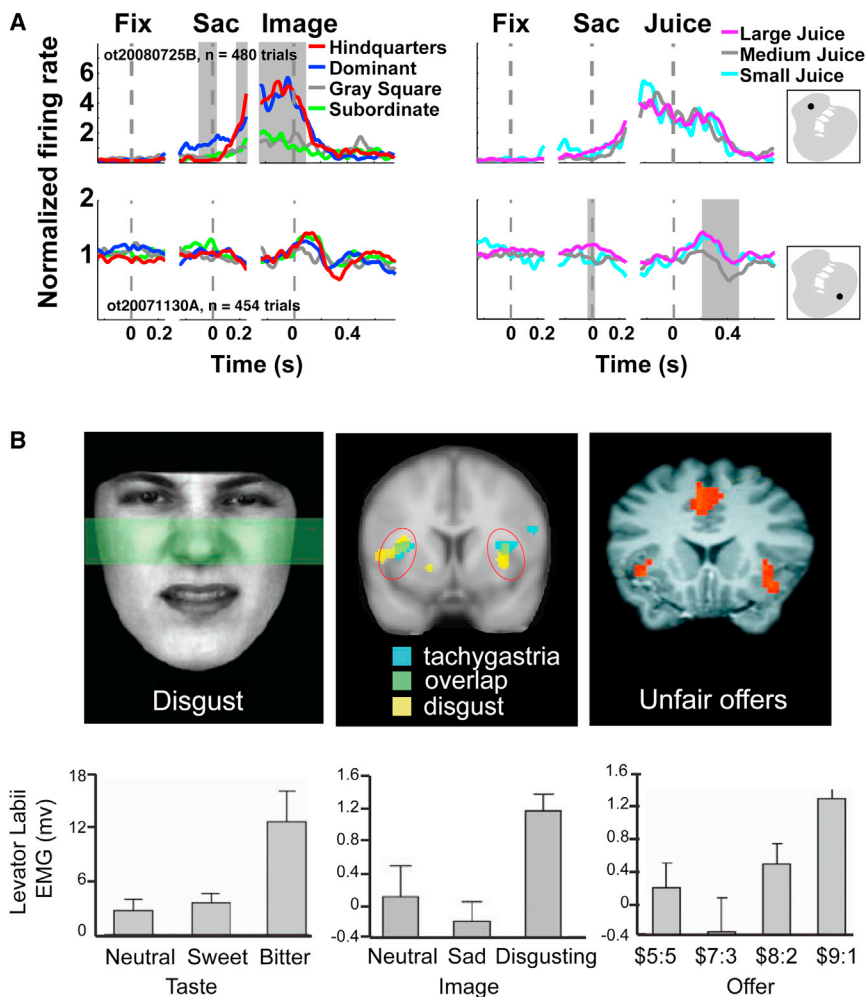 A
Fix Sac Image
Fix Sac Juice
ot20080725B, n = 480 trials
Hindquarters
Dominant
Gray Square
Subordinate
Large Juice
Medium Juice
Small Juice
Normalized firing rate
6
4
2
2
1
ot20071130A, n = 454 trials
0 0.2 0 0.2 0 0.4
0 0.2 0 0.2 0 0.4
Time (s)
Time (s)
B
Disgust
tachygastria
overlap
disgust
Unfair offers
Levator Labii
EMG (mv)
18
12
6
0
Neutral Sweet Bitter
Taste
1.6
1.2
0.8
0.4
0
-0.4
Neutral Sad Disgusting
Image
1.6
1.2
0.8
0.4
0
-0.4
$5:5 $7:3 $8:2 $9:1
Offer